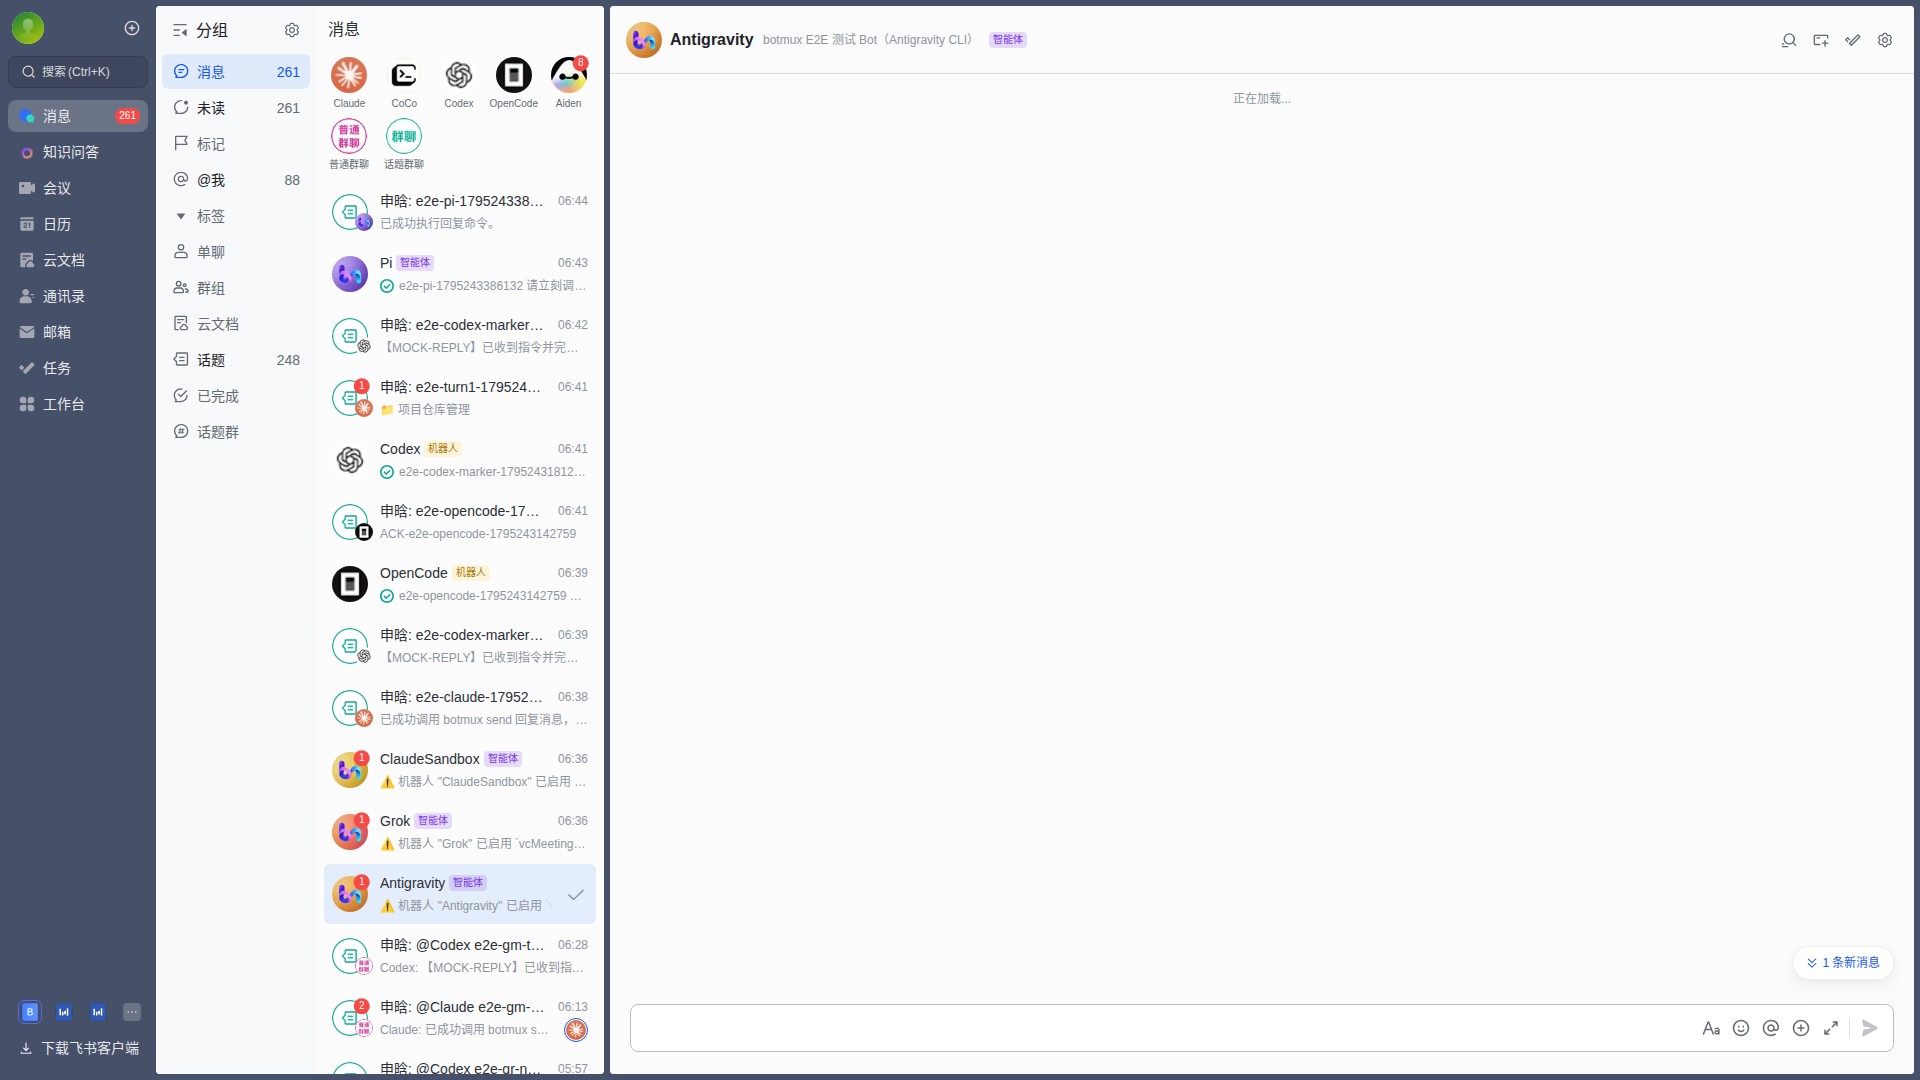 搜索 (Ctrl+K)
消息 261
知识问答
会议
日历
云文档
通讯录
邮箱
任务
工作台
B
下载飞书客户端
分组
消息 261
未读 261
标记
@我 88
标签
单聊
群组
云文档
话题 248
已完成
话题群
消息
Claude
CoCo
Codex
OpenCode
8
Aiden
普通群聊
普通群聊
群聊
话题群聊
申晗: e2e-pi-179524338... 06:44
已成功执行回复命令。
Pi 智能体 06:43
e2e-pi-1795243386132 请立刻调...
申晗: e2e-codex-marker... 06:42
【MOCK-REPLY】已收到指令并完...
1
申晗: e2e-turn1-179524... 06:41
📁 项目仓库管理
Codex 机器人 06:41
e2e-codex-marker-17952431812...
申晗: e2e-opencode-17... 06:41
ACK-e2e-opencode-1795243142759
OpenCode 机器人 06:39
e2e-opencode-1795243142759 ...
申晗: e2e-codex-marker... 06:39
【MOCK-REPLY】已收到指令并完...
申晗: e2e-claude-17952... 06:38
已成功调用 botmux send 回复消息，...
1
ClaudeSandbox 智能体 06:36
⚠️ 机器人 "ClaudeSandbox" 已启用 ...
1
Grok 智能体 06:36
⚠️ 机器人 "Grok" 已启用 `vcMeeting...
1
Antigravity 智能体
⚠️ 机器人 "Antigravity" 已启用 `
申晗: @Codex e2e-gm-t... 06:28
Codex: 【MOCK-REPLY】已收到指...
2
申晗: @Claude e2e-gm-... 06:13
Claude: 已成功调用 botmux s...
申晗: @Codex e2e-gr-n... 05:57
Antigravity botmux E2E 测试 Bot（Antigravity CLI） 智能体
正在加载...
1 条新消息
Aa